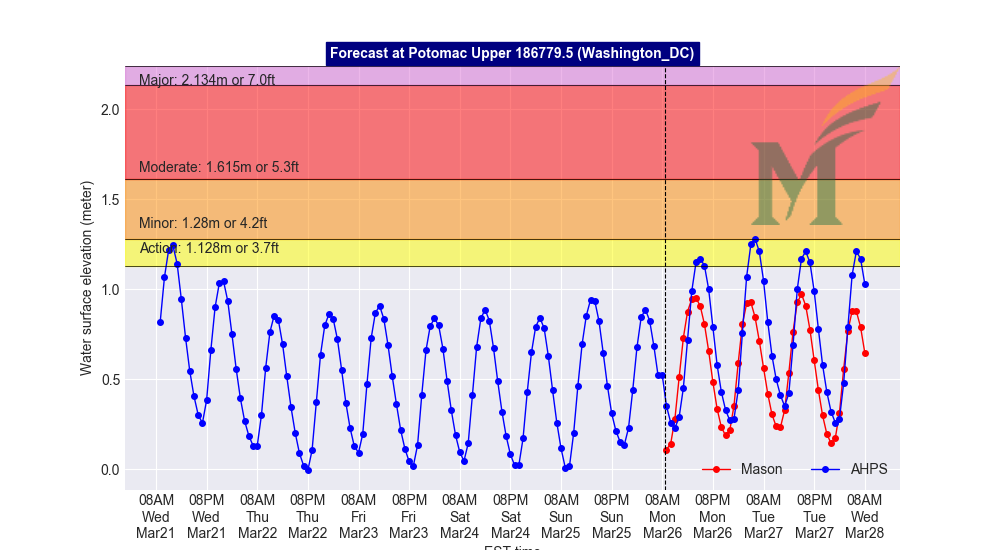 Forecast at Potomac Upper 186779.5 (Washington_DC)
Major: 2.134m or 7.0ft
Moderate: 1.615m or 5.3ft
Minor: 1.28m or 4.2ft
Action: 1.128m or 3.7ft
Water surface elevation (meter)
2.0
1.5
1.0
0.5
0.0
M
Mason AHPS
08AM 08PM 08AM 08PM 08AM 08PM 08AM 08PM 08AM 08PM 08AM 08PM 08AM 08PM 08AM
Wed Wed Thu Thu Fri Fri Sat Sat Sun Sun Mon Mon Tue Tue Wed
Mar21 Mar21 Mar22 Mar22 Mar23 Mar23 Mar24 Mar24 Mar25 Mar25 Mar26 Mar26 Mar27 Mar27 Mar28
EST time